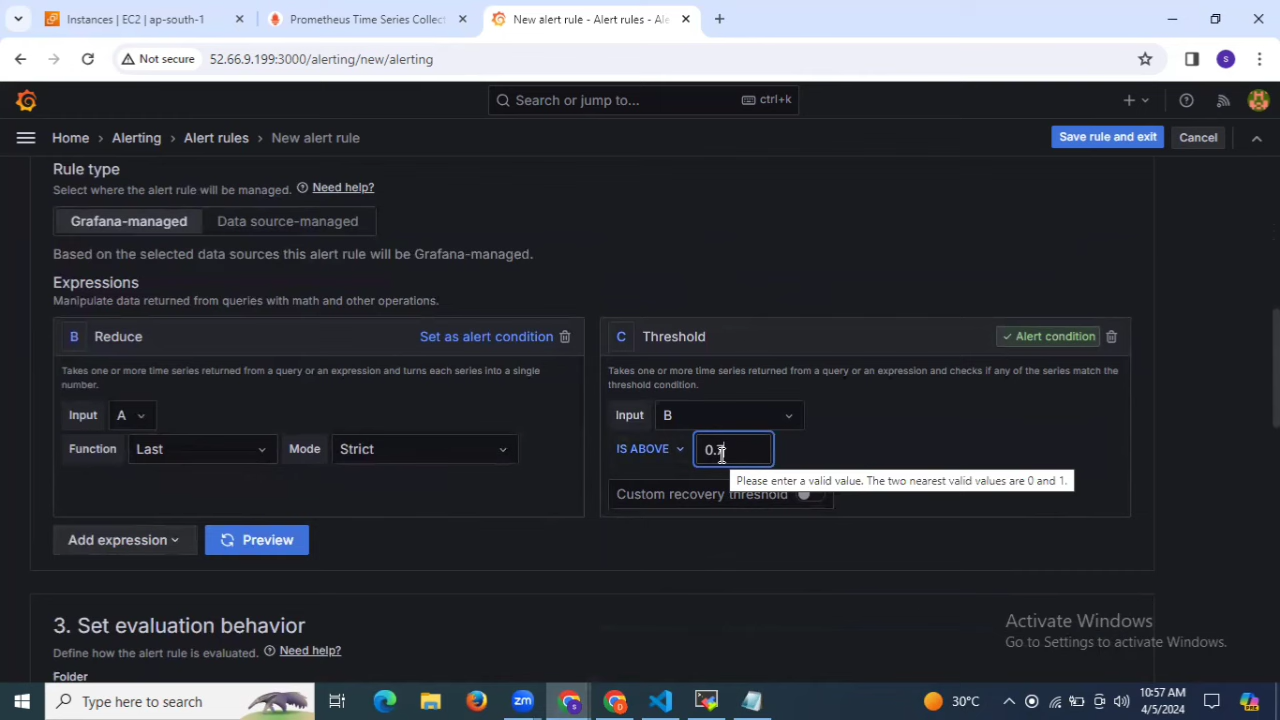 Instances | EC2 | ap-south-1
Prometheus Time Series Collect
New alert rule - Alert rules - Ale
Not secure
52.66.9.199:3000/alerting/new/alerting
s
Search or jump to...
ctrl+k
Home > Alerting > Alert rules > New alert rule
Save rule and exit
Cancel
Rule type
Select where the alert rule will be managed. Need help?
Grafana-managed
Data source-managed
Based on the selected data sources this alert rule will be Grafana-managed.
Expressions
Manipulate data returned from queries with math and other operations.
B Reduce
Set as alert condition
Takes one or more time series returned from a query or an expression and turns each series into a single
number.
Input A
Function Last
Mode Strict
C Threshold
Alert condition
Takes one or more time series returned from a query or an expression and checks if any of the series match the
threshold condition.
Input B
IS ABOVE
Please enter a valid value. The two nearest valid values are 0 and 1.
Custom recovery threshold
Add expression
Preview
3. Set evaluation behavior
Define how the alert rule is evaluated. Need help?
Folder
Activate Windows
Go to Settings to activate Windows.
Type here to search
30°C
10:57 AM
4/5/2024